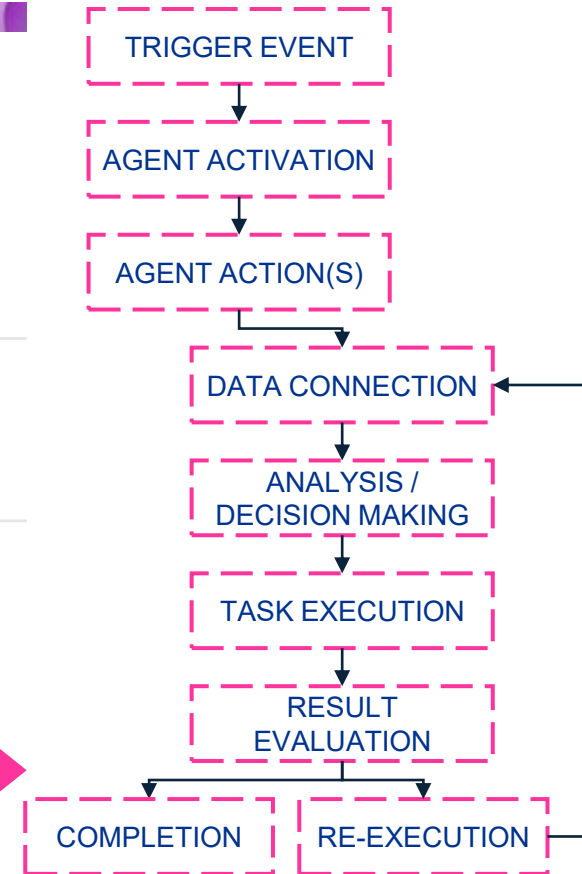 TRIGGER EVENT
AGENT ACTIVATION
AGENT ACTION(S)
DATA CONNECTION
ANALYSIS /
DECISION MAKING
TASK EXECUTION
RESULT
EVALUATION
COMPLETION
RE-EXECUTION